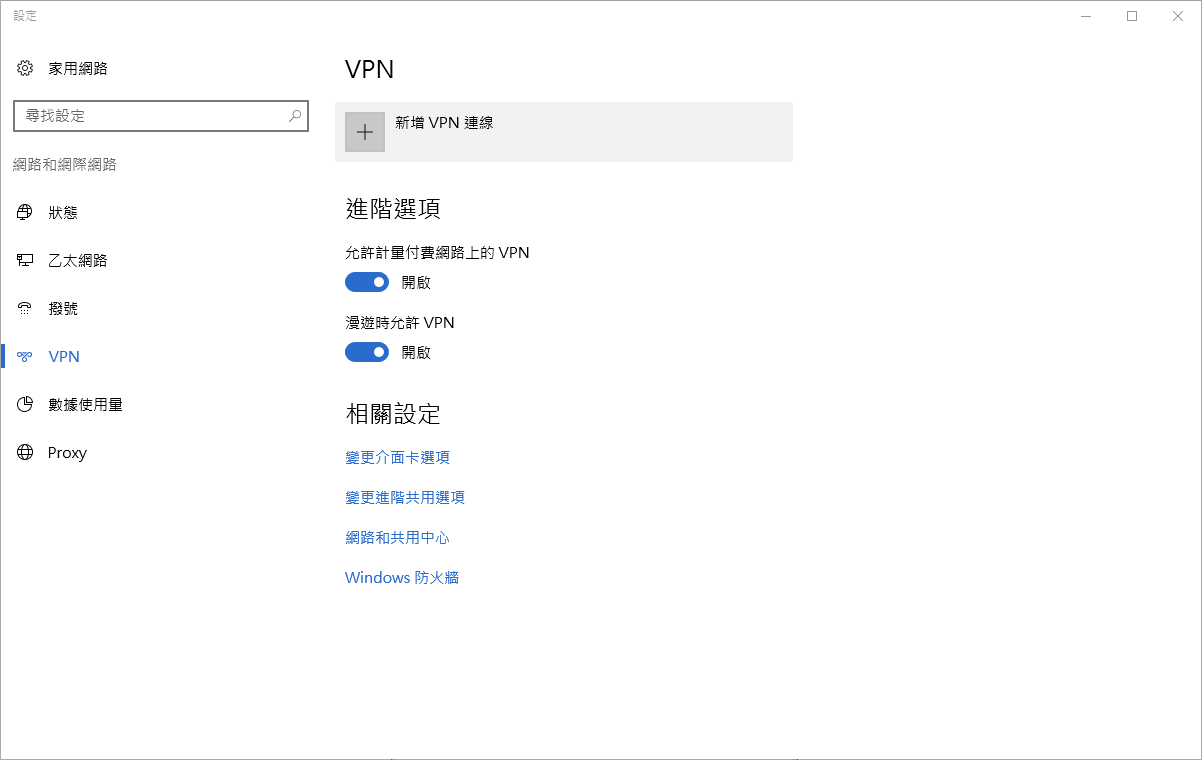 設定
家用網路
尋找設定
網路和網際網路
狀態
乙太網路
撥號
VPN
數據使用量
Proxy
VPN
新增 VPN 連線
進階選項
允許計量付費網路上的 VPN
開啟
漫遊時允許 VPN
開啟
相關設定
變更介面卡選項
變更進階共用選項
網路和共用中心
Windows 防火牆